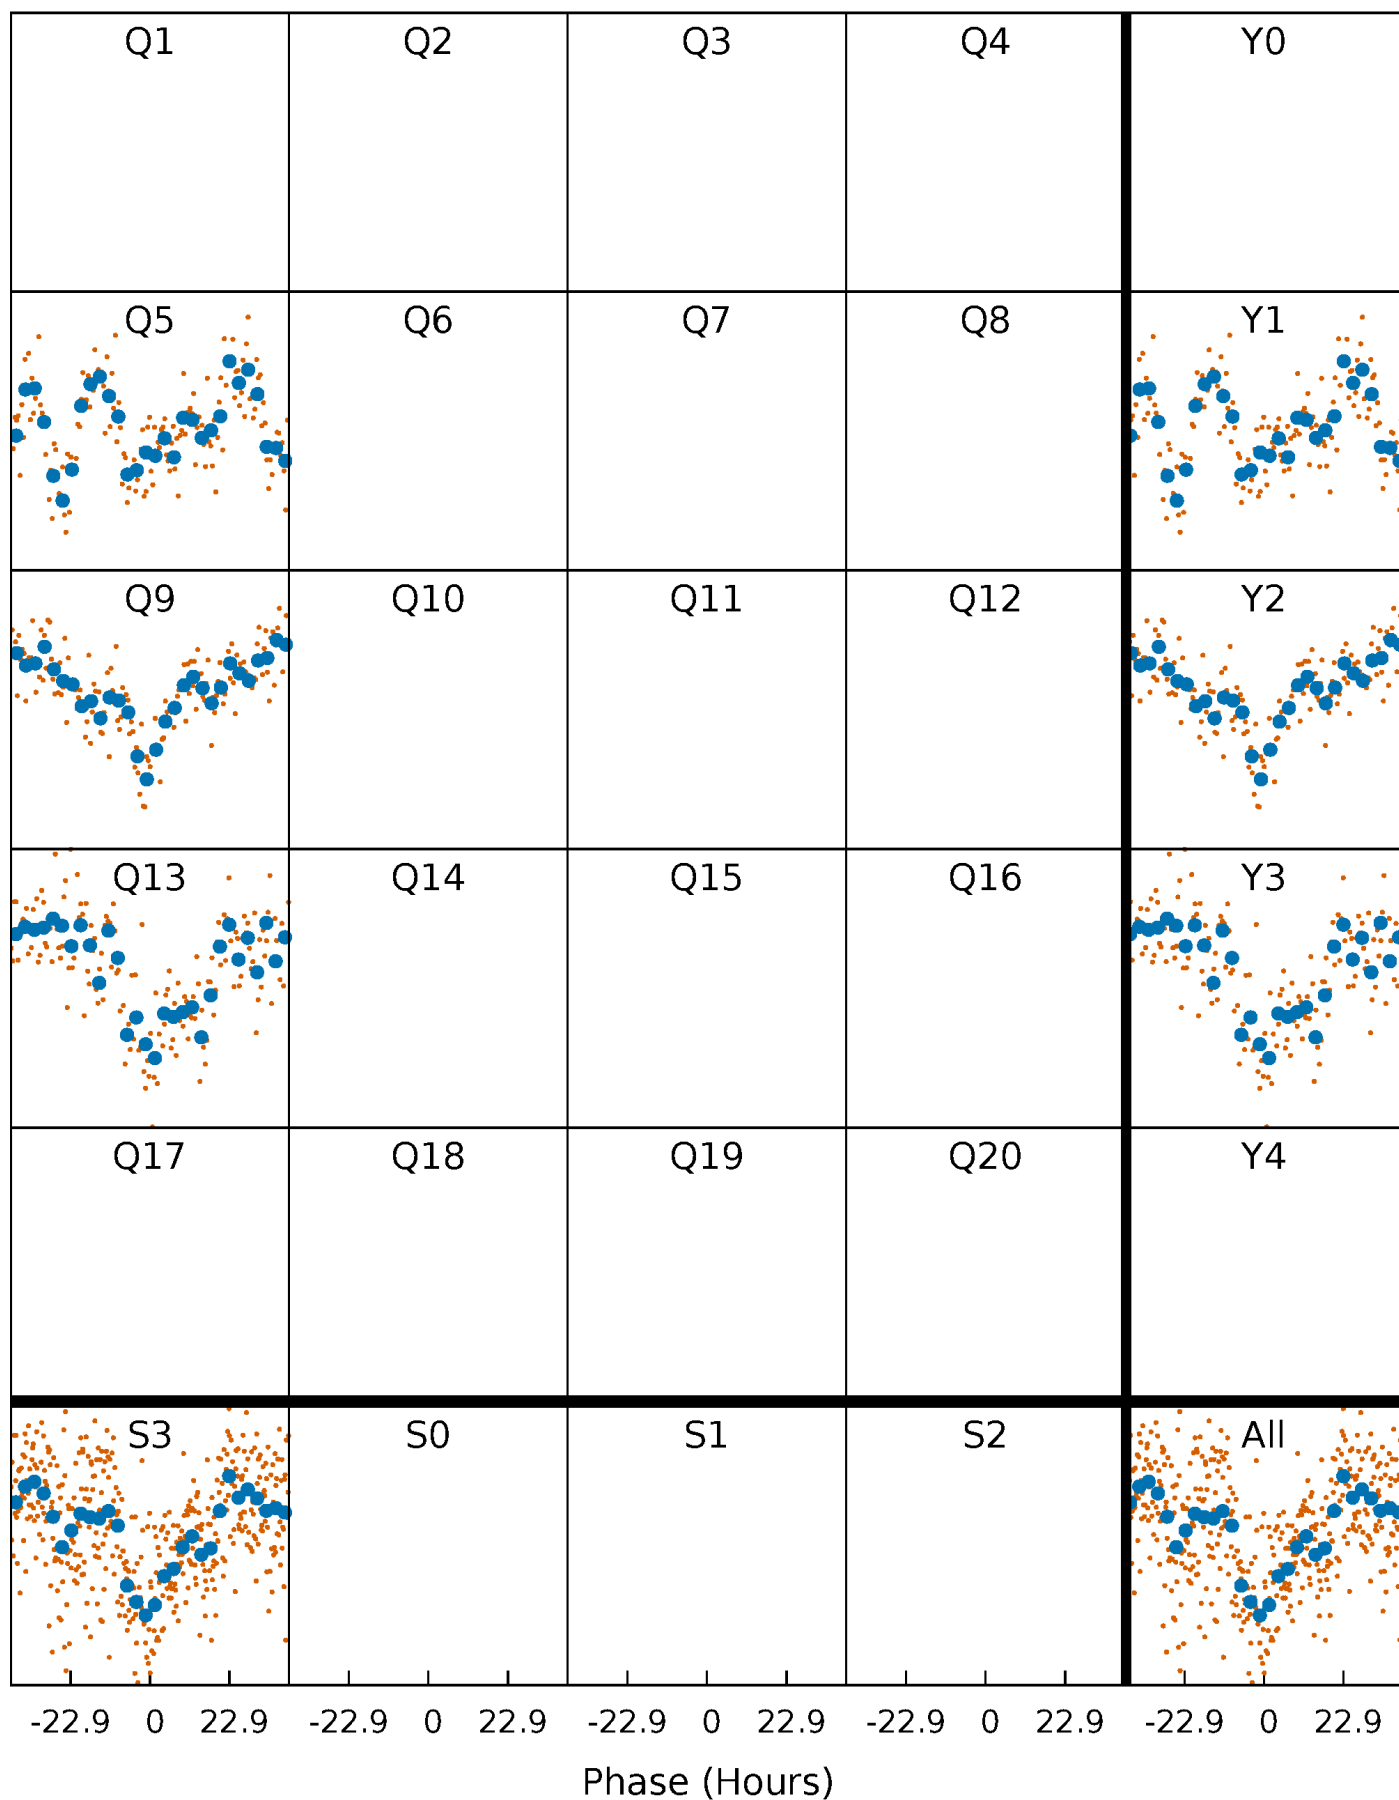 Q1 Q2 Q3 Q4 Y0
Q5 Q6 Q7 Q8 Y1
Q9 Q10 Q11 Q12 Y2
Q13 Q14 Q15 Q16 Y3
Q17 Q18 Q19 Q20 Y4
S3 S0 S1 S2 All
-22.9 0 22.9 -22.9 0 22.9 -22.9 0 22.9 -22.9 0 22.9 -22.9 0 22.9
Phase (Hours)